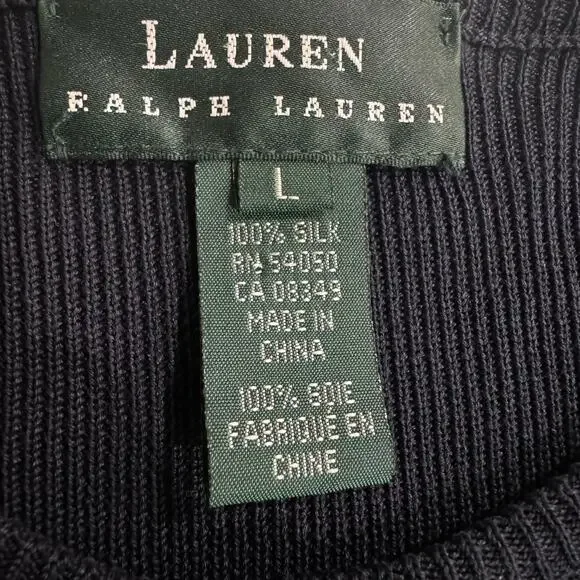 LAUREN
RALPH LAUREN
L
100% SILK
RN 54050
CA 08349
MADE IN
CHINA
100% SOIE
FABRIQUÉ EN
CHINE